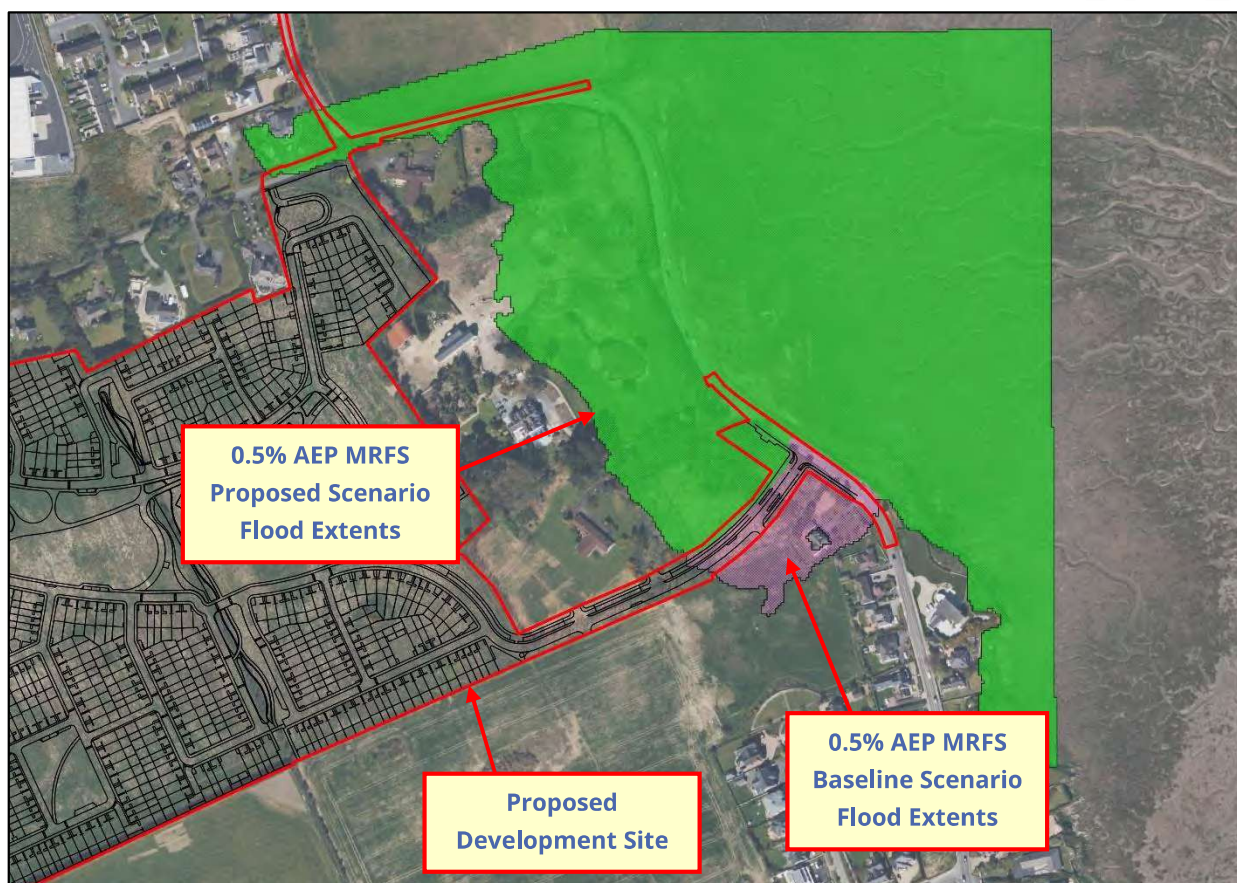 0.5% AEP MRFS
Proposed Scenario
Flood Extents
0.5% AEP MRFS
Baseline Scenario
Flood Extents
Proposed
Development Site